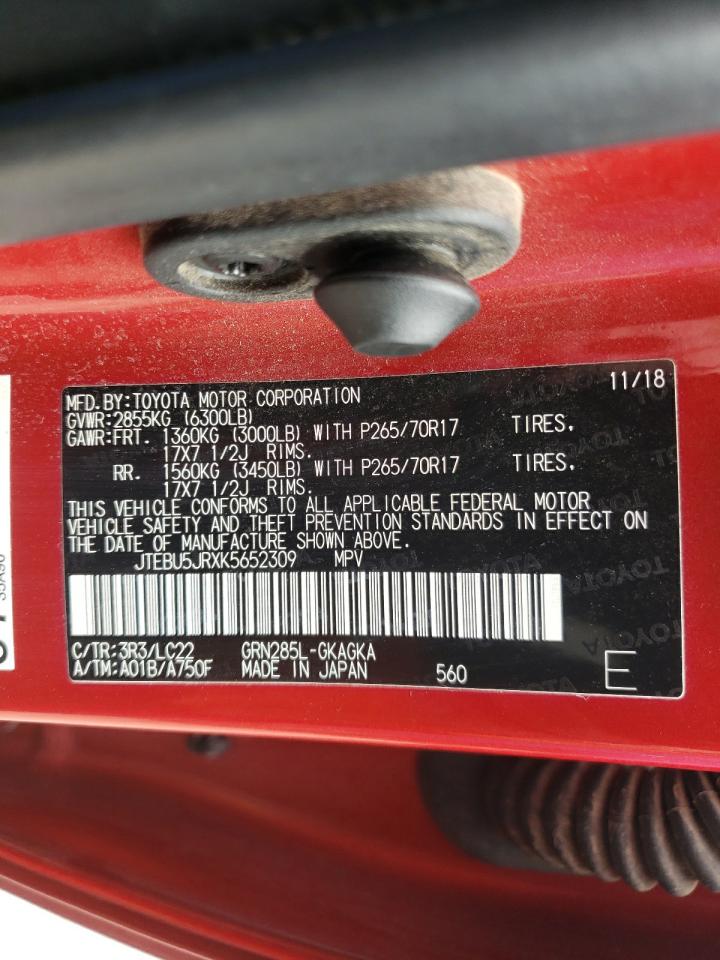 MFD.BY:TOYOTA MOTOR CORPORATION 11/18
GVWR:2855KG (6300LB)
GAWR:FRT. 1360KG (3000LB) WITH P265/70R17 TIRES.
17X7 1/2J RIMS.
RR. 1560KG (3450LB) WITH P265/70R17 TIRES.
17X7 1/2J RIMS.
THIS VEHICLE CONFORMS TO ALL APPLICABLE FEDERAL MOTOR
VEHICLE SAFETY AND THEFT PREVENTION STANDARDS IN EFFECT ON
THE DATE OF MANUFACTURE SHOWN ABOVE.
JTEBU5JRXK5652309 MPV
C/TR:3R3/LC22 GRN285L-GKAGKA
A/TM:A01B/A750F MADE IN JAPAN 560 E